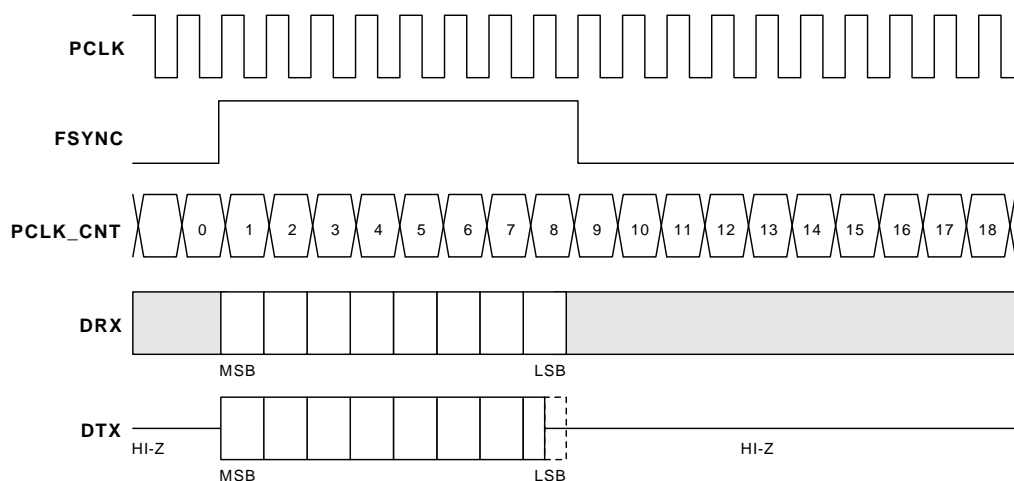 PCLK
FSYNC
PCLK_CNT 0 1 2 3 4 5 6 7 8 9 10 11 12 13 14 15 16 17 18
DRX
MSB LSB
DTX
HI-Z HI-Z
MSB LSB